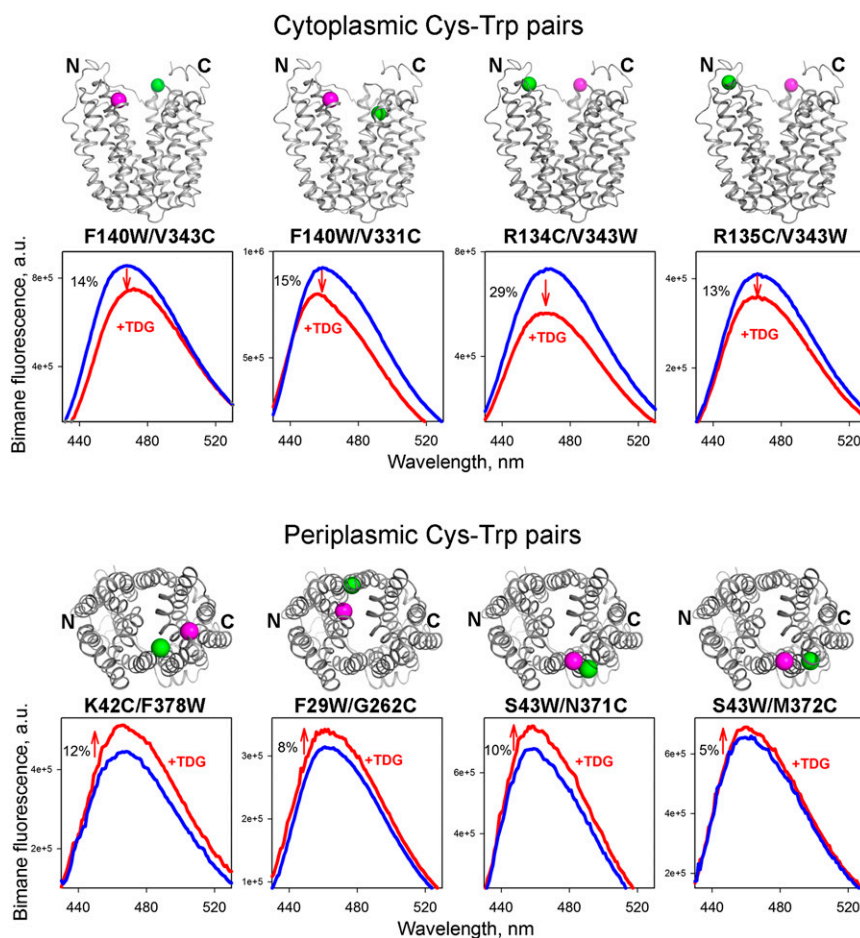 Cytoplasmic Cys-Trp pairs
N C N C N C N C
F140W/V343C F140W/V331C R134C/V343W R135C/V343W
Bimane fluorescence, a.u.
8e+5 4e+5 14% +TDG 440 480 520
1e+6 5e+5 15% +TDG 440 480 520
8e+5 4e+5 29% +TDG 440 480 520
4e+5 2e+5 13% +TDG 440 480 520
Wavelength, nm
Periplasmic Cys-Trp pairs
N C N C N C N C
K42C/F378W F29W/G262C S43W/N371C S43W/M372C
Bimane fluorescence, a.u.
4e+5 2e+5 12% +TDG 440 480 520
3e+5 2e+5 1e+5 8% +TDG 440 480 520
6e+5 4e+5 10% +TDG 440 480 520
6e+5 4e+5 2e+5 5% +TDG 440 480 520
Wavelength, nm